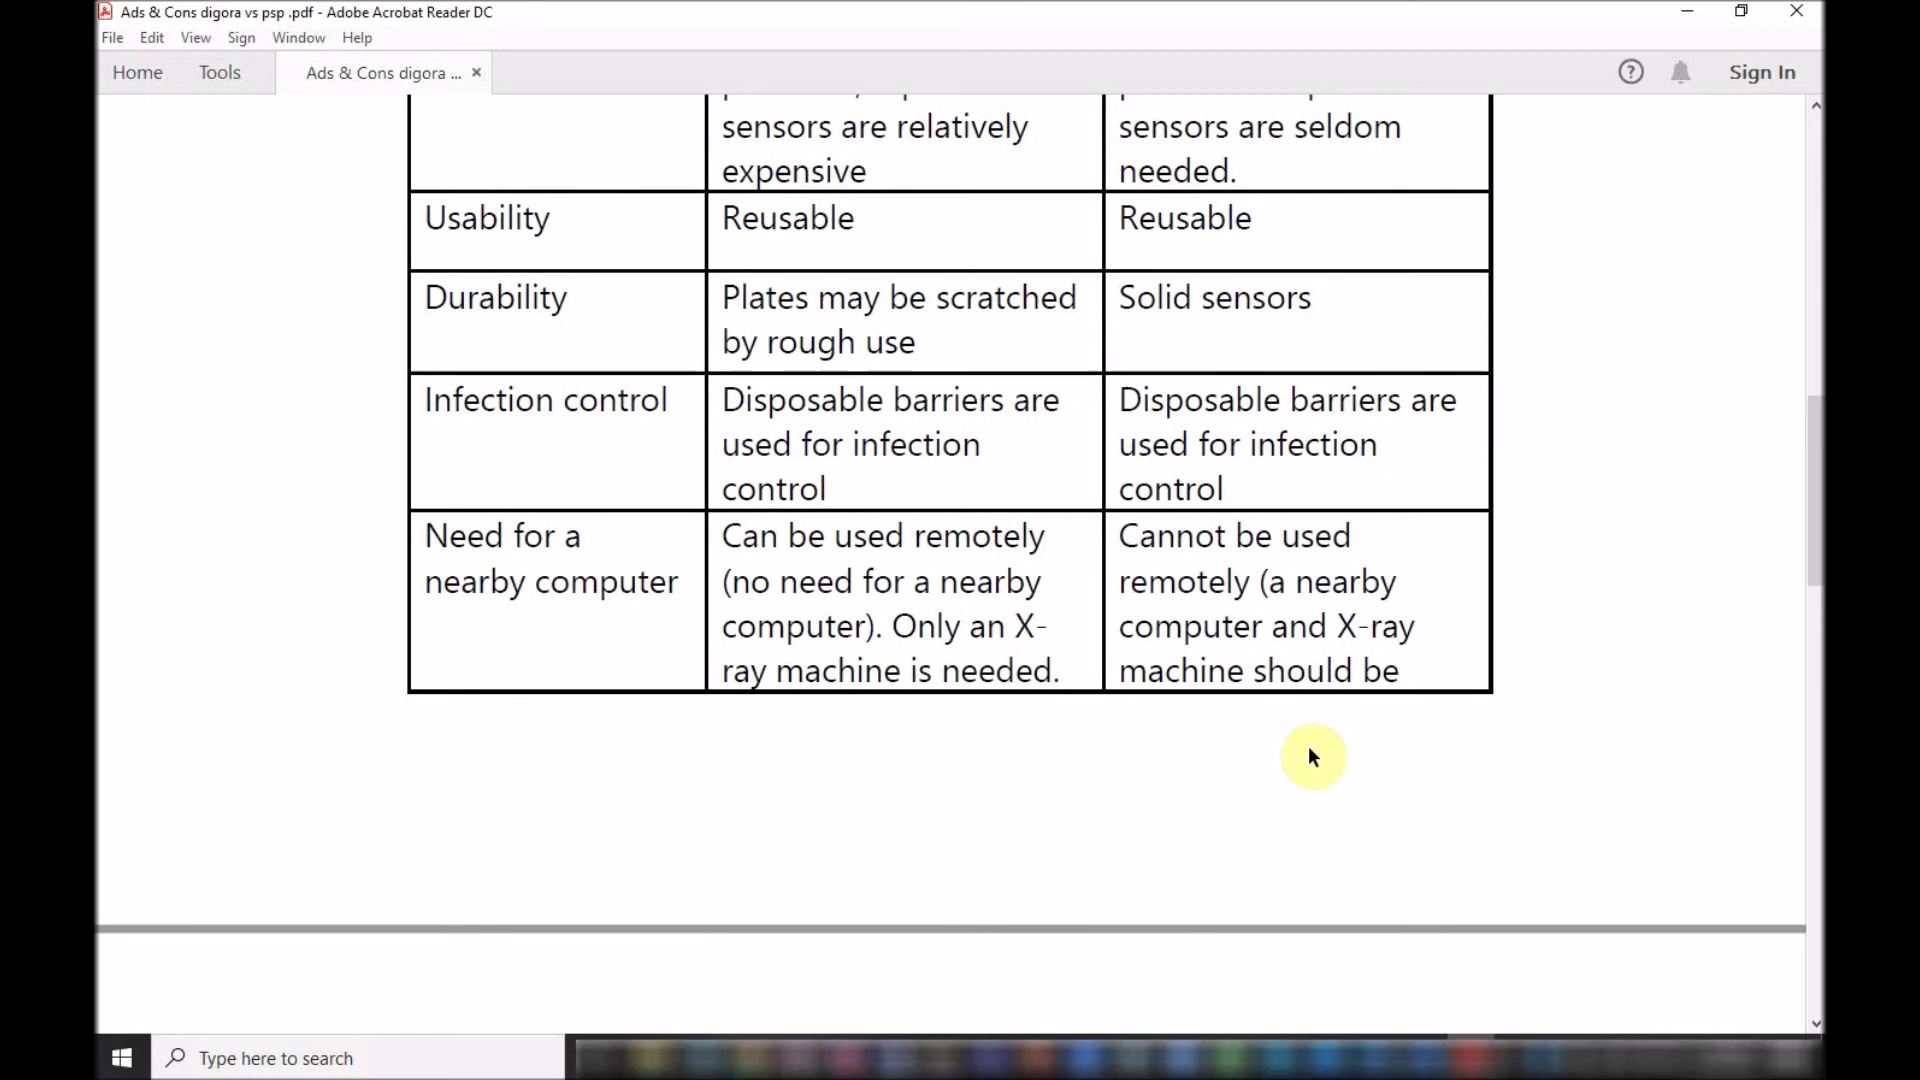 Ads & Cons digora vs psp .pdf - Adobe Acrobat Reader DC
File Edit View Sign Window Help
Home Tools Ads & Cons digora ... × Sign In
sensors are relatively
expensive
sensors are seldom
needed.
Usability
Reusable
Reusable
Durability
Plates may be scratched
by rough use
Solid sensors
Infection control
Disposable barriers are
used for infection
control
Disposable barriers are
used for infection
control
Need for a
nearby computer
Can be used remotely
(no need for a nearby
computer). Only an X-
ray machine is needed.
Cannot be used
remotely (a nearby
computer and X-ray
machine should be
Type here to search